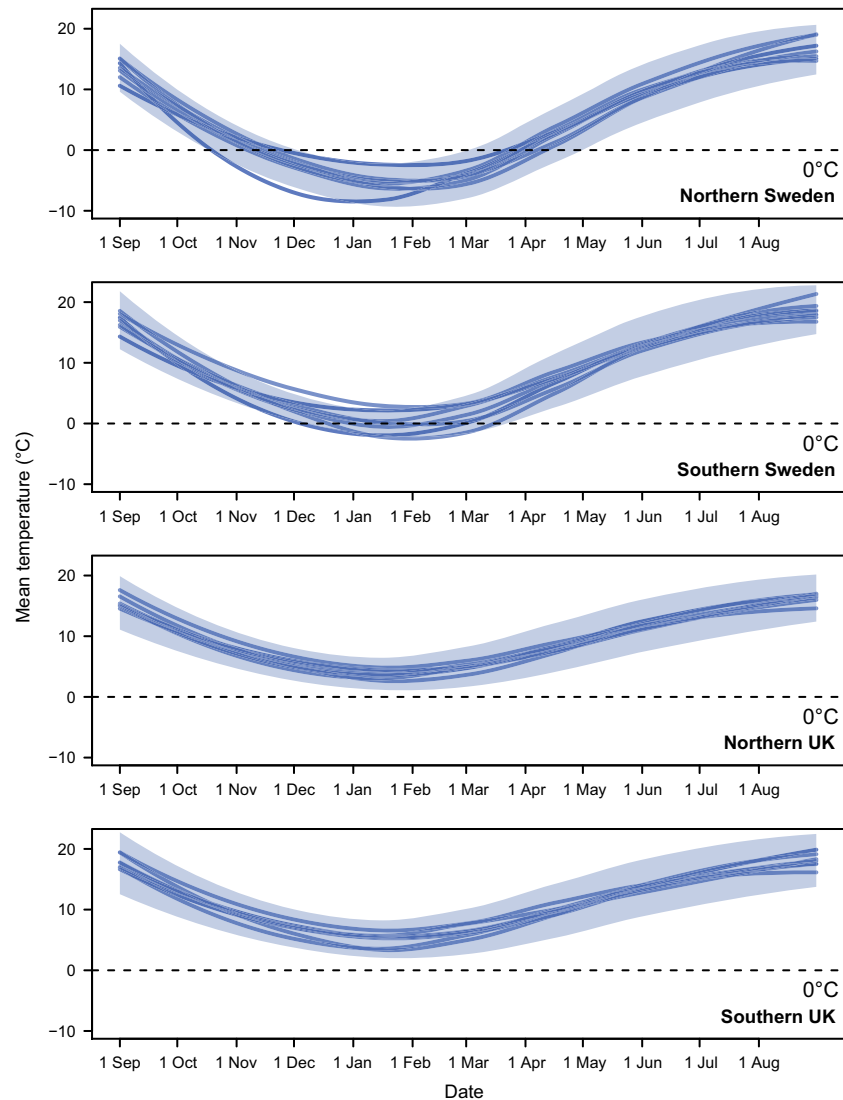 Mean temperature (°C)
20
10
0
−10
0°C
Northern Sweden
1 Sep 1 Oct 1 Nov 1 Dec 1 Jan 1 Feb 1 Mar 1 Apr 1 May 1 Jun 1 Jul 1 Aug
20
10
0
−10
0°C
Southern Sweden
1 Sep 1 Oct 1 Nov 1 Dec 1 Jan 1 Feb 1 Mar 1 Apr 1 May 1 Jun 1 Jul 1 Aug
20
10
0
−10
0°C
Northern UK
1 Sep 1 Oct 1 Nov 1 Dec 1 Jan 1 Feb 1 Mar 1 Apr 1 May 1 Jun 1 Jul 1 Aug
20
10
0
−10
0°C
Southern UK
1 Sep 1 Oct 1 Nov 1 Dec 1 Jan 1 Feb 1 Mar 1 Apr 1 May 1 Jun 1 Jul 1 Aug
Date